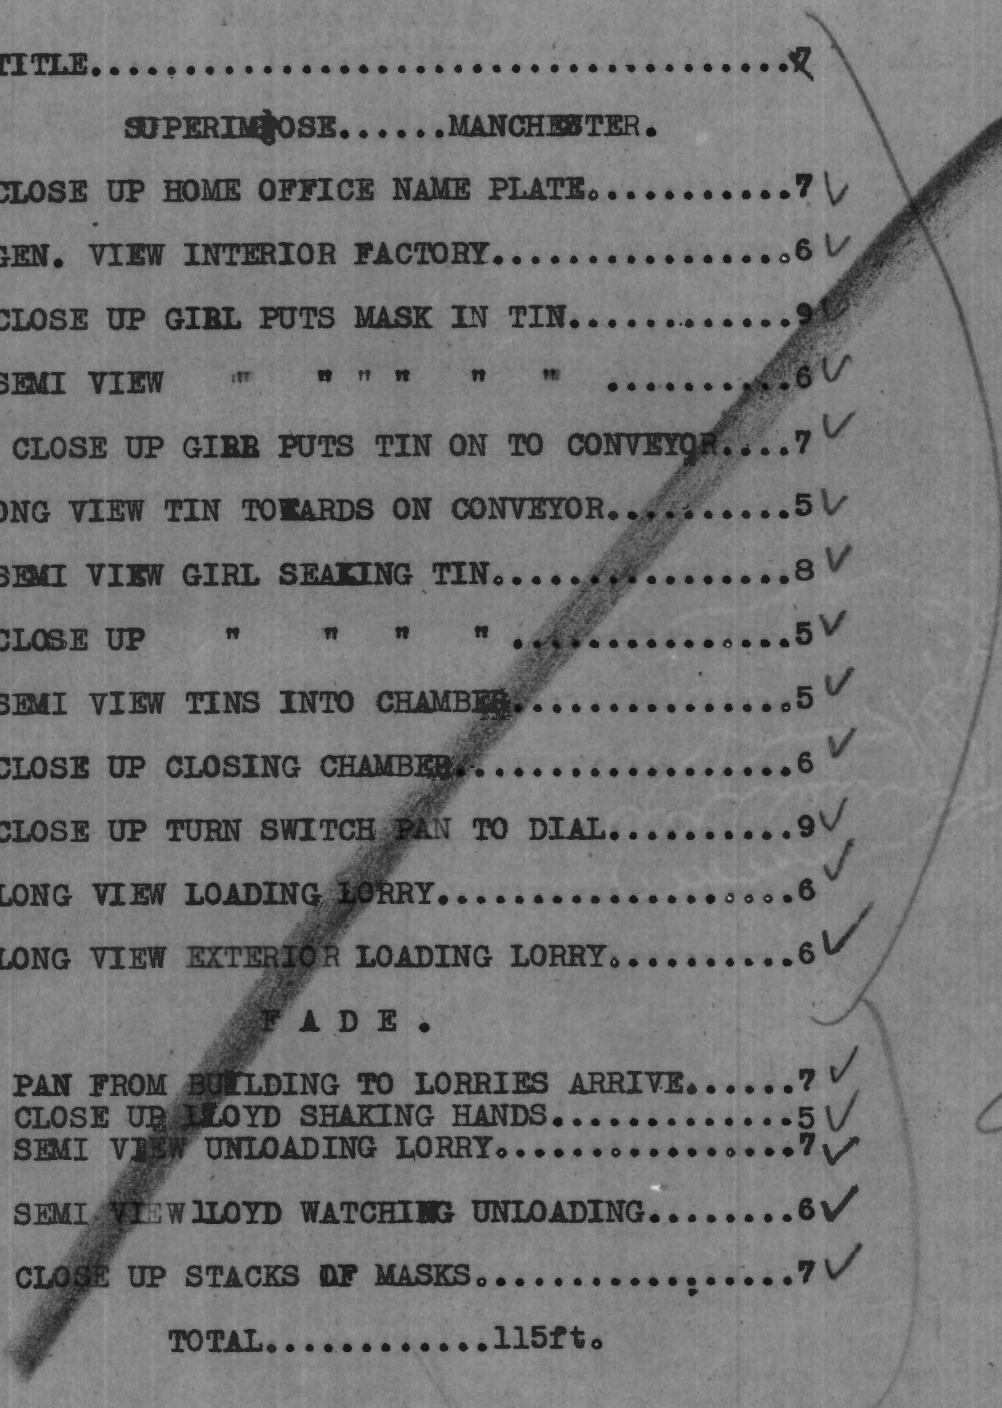 TITLE.....................................7
SUPERIMPOSE......MANCHESTER.
CLOSE UP HOME OFFICE NAME PLATE...........7
GEN. VIEW INTERIOR FACTORY................6
CLOSE UP GIRL PUTS MASK IN TIN............9
SEMI VIEW " " " " " " ..........6
CLOSE UP GIRL PUTS TIN ON TO CONVEYOR....7
ONG VIEW TIN TOWARDS ON CONVEYOR..........5
SEMI VIEW GIRL SEALING TIN................8
CLOSE UP " " " " ...............5
SEMI VIEW TINS INTO CHAMBER...............5
CLOSE UP CLOSING CHAMBER..................6
CLOSE UP TURN SWITCH PAN TO DIAL..........9
LONG VIEW LOADING LORRY...................6
LONG VIEW EXTERIOR LOADING LORRY..........6
F A D E .
PAN FROM BUILDING TO LORRIES ARRIVE......7
CLOSE UP LLOYD SHAKING HANDS.............5
SEMI VIEW UNLOADING LORRY................7
SEMI VIEW LLOYD WATCHING UNLOADING........6
CLOSE UP STACKS OF MASKS.................7
TOTAL............115ft.